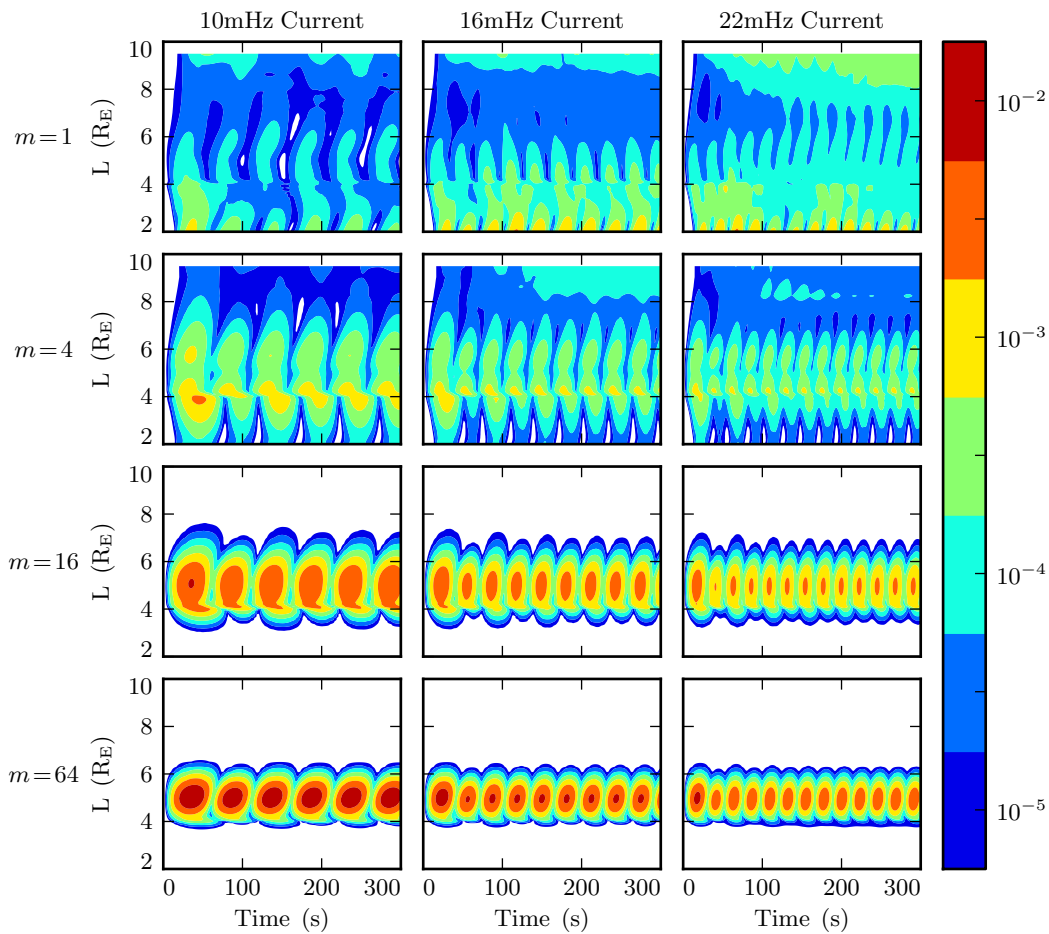 10mHz Current 16mHz Current 22mHz Current
m=1
L (R_E)
10
8
6
4
2
m=4
L (R_E)
10
8
6
4
2
m=16
L (R_E)
10
8
6
4
2
m=64
L (R_E)
10
8
6
4
2
0 100 200 300
0 100 200 300
0 100 200 300
Time (s) Time (s) Time (s)
10^{-2}
10^{-3}
10^{-4}
10^{-5}